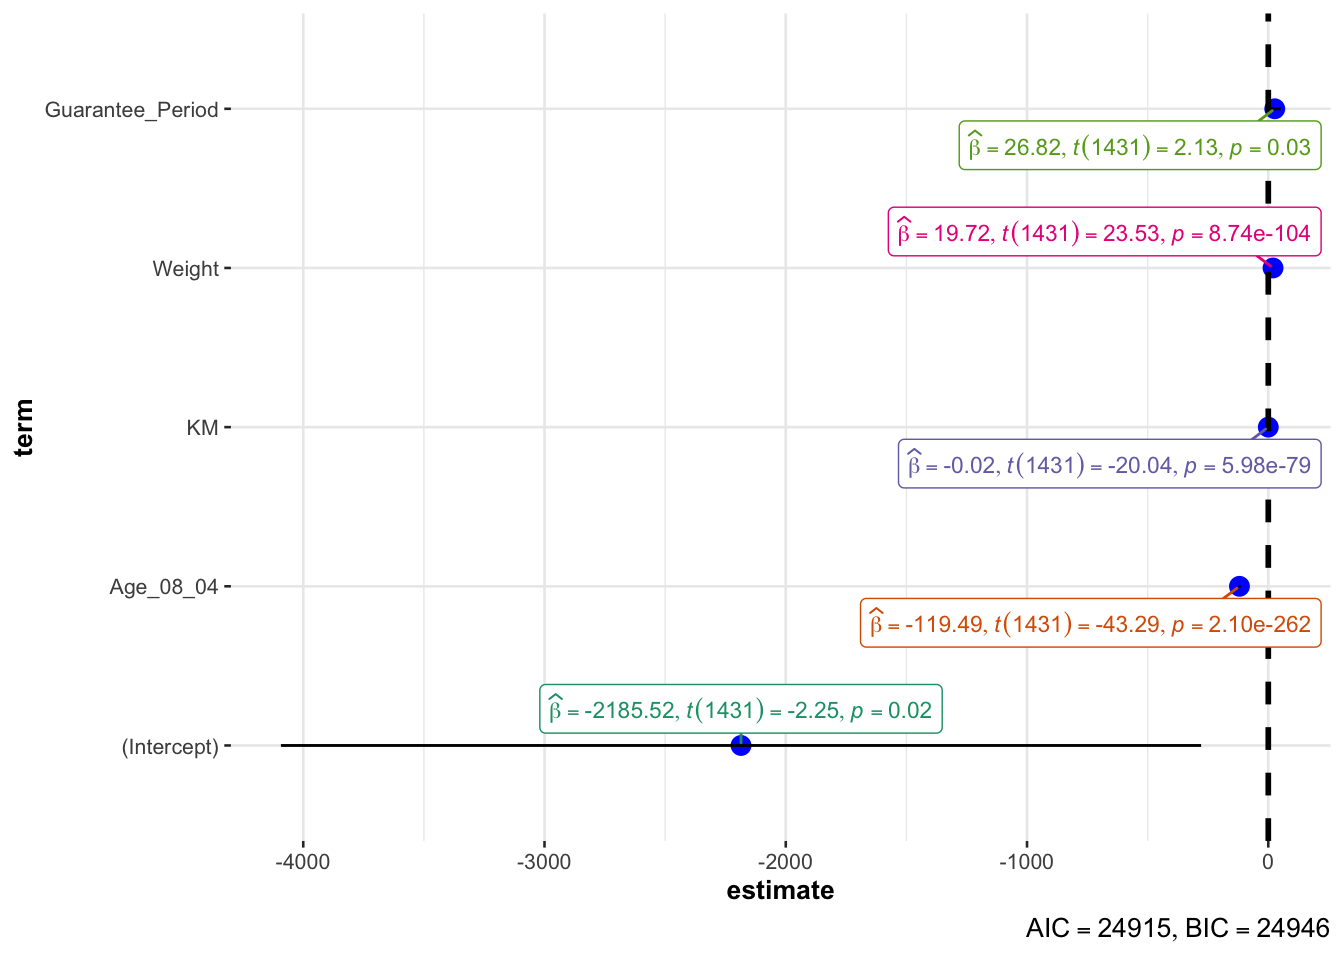 Guarantee_Period
β̂ = 26.82, t(1431) = 2.13, p = 0.03
β̂ = 19.72, t(1431) = 23.53, p = 8.74e-104
Weight
term
KM
β̂ = -0.02, t(1431) = -20.04, p = 5.98e-79
Age_08_04
β̂ = -119.49, t(1431) = -43.29, p = 2.10e-262
β̂ = -2185.52, t(1431) = -2.25, p = 0.02
(Intercept)
-4000 -3000 -2000 -1000 0
estimate
AIC = 24915, BIC = 24946